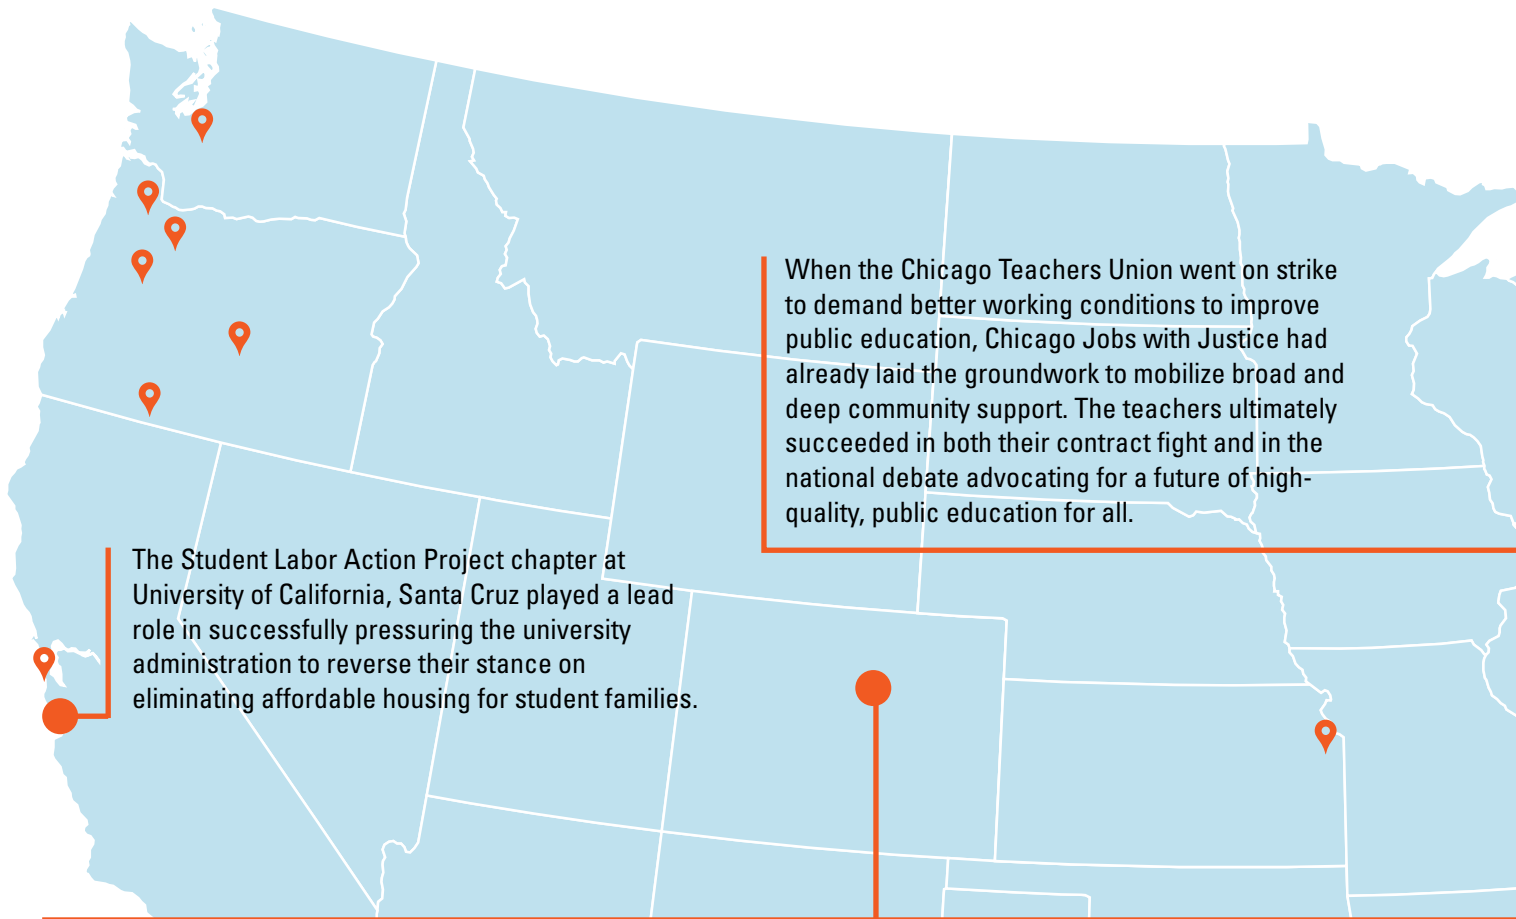 When the Chicago Teachers Union went on strike
to demand better working conditions to improve
public education, Chicago Jobs with Justice had
already laid the groundwork to mobilize broad and
deep community support. The teachers ultimately
succeeded in both their contract fight and in the
national debate advocating for a future of high-
quality, public education for all.
The Student Labor Action Project chapter at
University of California, Santa Cruz played a lead
role in successfully pressuring the university
administration to reverse their stance on
eliminating affordable housing for student families.